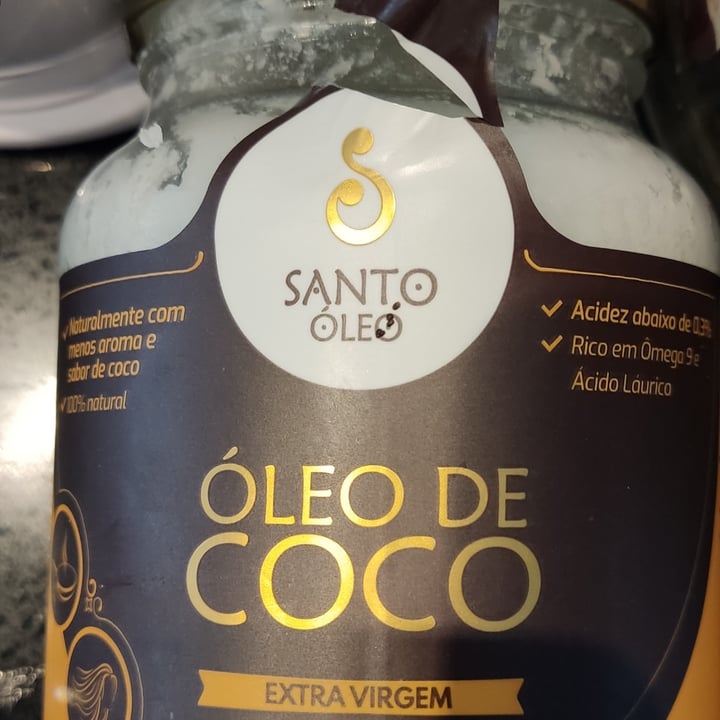 SANTO
ÓLEO
Naturalmente com
menos aroma e
sabor de coco
100% natural
Acidez abaixo de 0,3%
Rico em Ômega 9 e
Ácido Láurico
ÓLEO DE
COCO
EXTRA VIRGEM